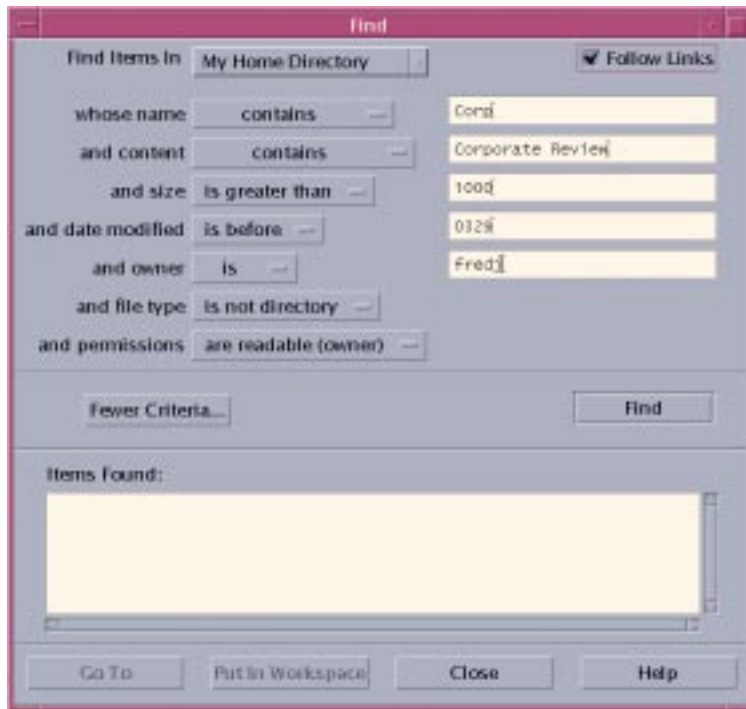 Find
Find Items In My Home Directory Follow Links
whose name contains Corp
and content contains Corporate Review
and size is greater than 1000
and date modified is before 0329
and owner is Fredj
and file type is not directory
and permissions are readable (owner)
Fewer Criteria... Find
Items Found:
Go To Put In Workspace Close Help